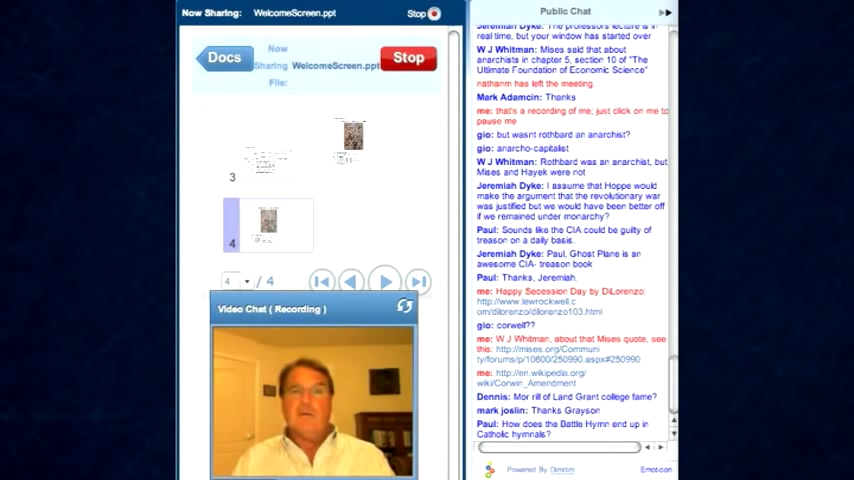 Now Sharing: WelcomeScreen.ppt Stop
Docs
Now
Sharing WelcomeScreen.ppt
File:
Stop
3
4
4 / 4
Video Chat ( Recording )
Public Chat
Jeremiah Dyke: The professors lecture is in
real time, but your window has started over
W J Whitman: Mises said that about
anarchists in chapter 5, section 10 of "The
Ultimate Foundation of Economic Science"
nathanm has left the meeting.
Mark Adamcin: Thanks
me: that's a recording of me; just click on me to
pause me
gio: but wasnt rothbard an anarchist?
gio: anarcho-capitalist
W J Whitman: Rothbard was an anarchist, but
Mises and Hayek were not
Jeremiah Dyke: I assume that Hoppe would
make the argument that the revolutionary war
was justified but we would have been better off
if we remained under monarchy?
Paul: Sounds like the CIA could be guilty of
treason on a daily basis.
Jeremiah Dyke: Paul, Ghost Plane is an
awesome CIA- treason book
Paul: Thanks, Jeremiah.
me: Happy Secession Day by DiLorenzo:
http://www.lewrockwell.c
om/dilorenzo/dilorenzo103.html
gio: corwell??
me: W J Whitman, about that Mises quote, see
this: http://mises.org/Communi
ty/forums/p/10600/250990.aspx#250990
me: http://en.wikipedia.org/
wiki/Corwin_Amendment
Dennis: Mor rill of Land Grant college fame?
mark joslin: Thanks Grayson
Paul: How does the Battle Hymn end up in
Catholic hymnals?
Powered By Dimdim
Emoticon